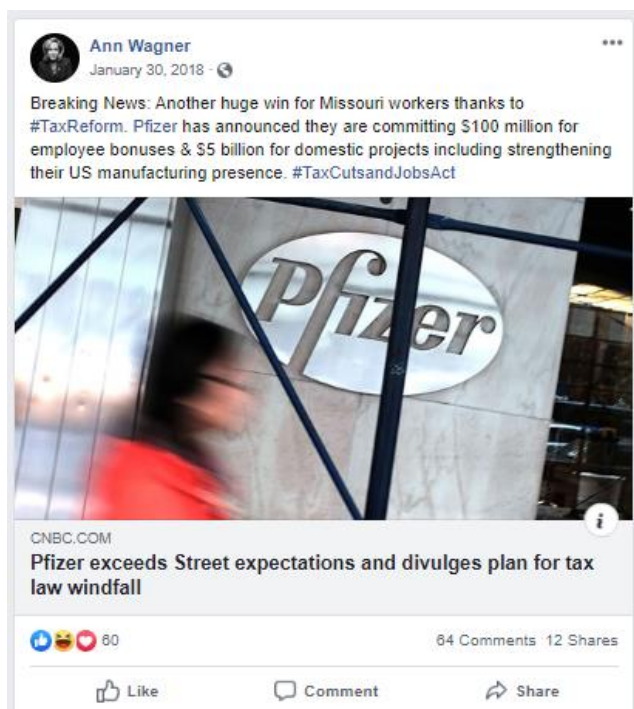 Ann Wagner
January 30, 2018 ·
Breaking News: Another huge win for Missouri workers thanks to
#TaxReform. Pfizer has announced they are committing $100 million for
employee bonuses & $5 billion for domestic projects including strengthening
their US manufacturing presence. #TaxCutsandJobsAct
Pfizer
i
CNBC.COM
Pfizer exceeds Street expectations and divulges plan for tax
law windfall
60
64 Comments 12 Shares
Like Comment Share